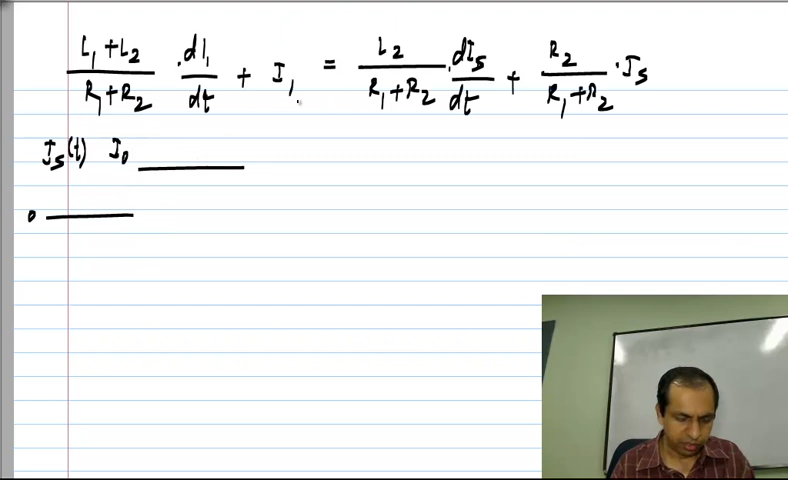 (L₁+L₂)/(R₁+R₂) · dI₁/dt + I₁ = L₂/(R₁+R₂) · dIₛ/dt + R₂/(R₁+R₂) · Iₛ
Iₛ(t) I₀
0